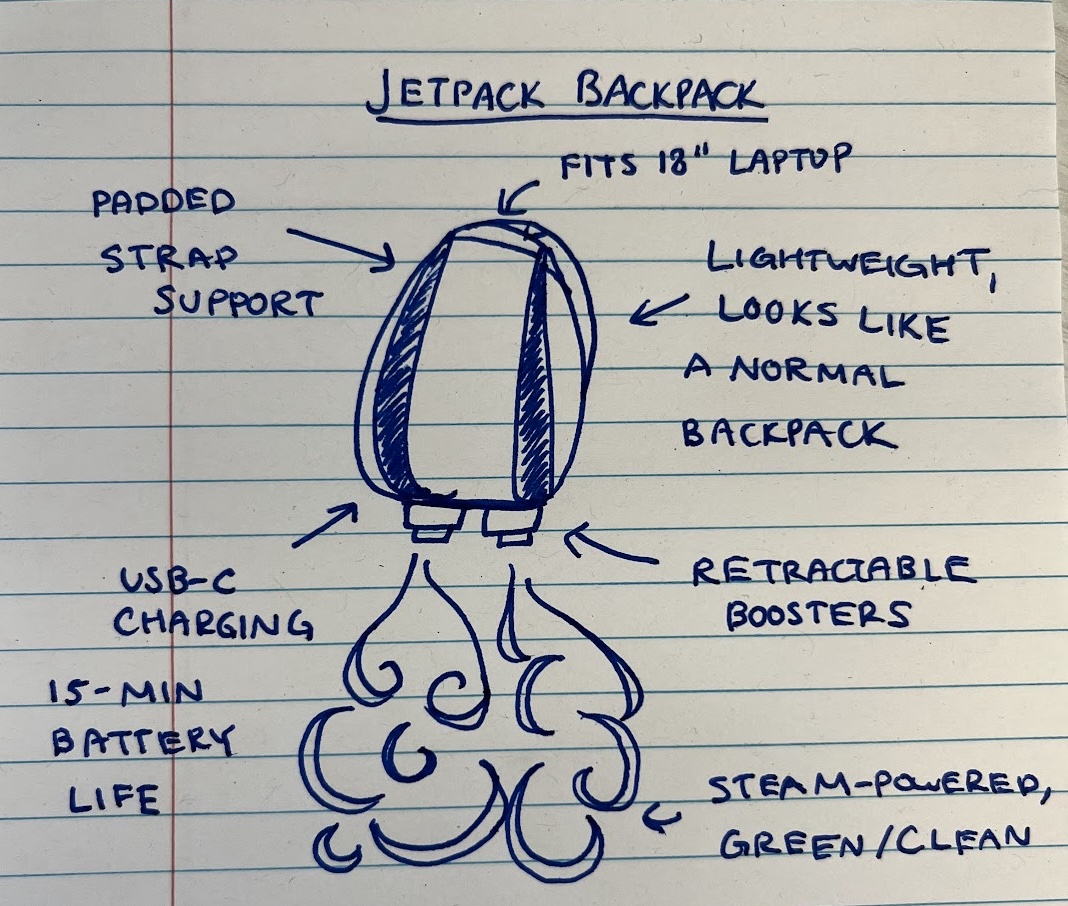 JETPACK BACKPACK
FITS 18" LAPTOP
PADDED
STRAP
SUPPORT
LIGHTWEIGHT,
LOOKS LIKE
A NORMAL
BACKPACK
USB-C
CHARGING
RETRACTABLE
BOOSTERS
15-MIN
BATTERY
LIFE
STEAM-POWERED,
GREEN/CLEAN